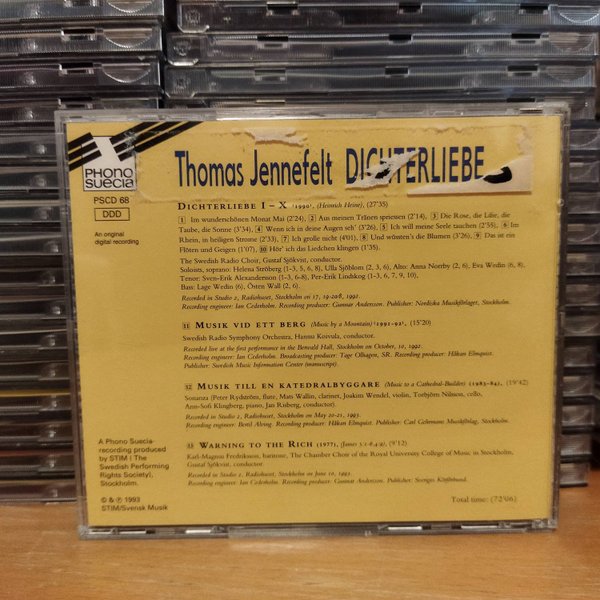 PHONO
SUECIA
PSCD 68
DDD
An original
digital recording
Thomas Jennefelt DICHTERLIEBE
DICHTERLIEBE I – X (1990), (Heinrich Heine), (27'35)
1 Im wunderschönen Monat Mai (2'24), 2 Aus meinen Tränen spriessen (2'14), 3 Die Rose, die Lilie, die
Taube, die Sonne (3'34), 4 Wenn ich in deine Augen seh' (3'26), 5 Ich will meine Seele tauchen (2'55), 6 Im
Rhein, in heiligen Strome (2'33), 7 Ich grolle nicht (4'01), 8 Und wüssten's die Blumen (3'26), 9 Das ist ein
Flöten und Geigen (1'07), 10 Hör' ich das Liedchen klingen (1'35).
The Swedish Radio Choir, Gustaf Sjökvist, conductor.
Soloists, soprano: Helena Ströberg (1-3, 5, 6, 8), Ulla Sjöblom (2, 3, 6), Alto: Anna Norrby (2, 6), Eva Wedin (6, 8),
Tenor: Sven-Erik Alexandersson (1-3, 6–8), Per-Erik Lindskog (1-3, 6, 7, 9, 10),
Bass: Lage Wedin (6), Östen Wall (2, 6).
Recorded in Studio 2, Radiohuset, Stockholm on 17, 19-20/6, 1992.
Recording engineer: Ian Cederholm. Recording producer: Gunnar Andersson. Publisher: Nordiska Musikförlaget, Stockholm.
11 MUSIK VID ETT BERG (Music by a Mountain) (1991-92), (15'20)
Swedish Radio Symphony Orchestra, Hannu Koivula, conductor.
Recorded live at the first performance in the Berwald Hall, Stockholm on October, 10, 1992.
Recording engineer: Ian Cederholm. Broadcasting producer: Tage Olhagen, SR. Recording producer: Håkan Elmquist.
Publisher: Swedish Music Information Center (manuscript).
12 MUSIK TILL EN KATEDRALBYGGARE (Music to a Cathedral-Builder) (1983-84), (19'42)
Sonanza (Peter Rydström, flute, Mats Wallin, clarinet, Joakim Wendel, violin, Torbjörn Nilsson, cello,
Ann-Sofi Klingberg, piano, Jan Risberg, conductor).
Recorded in Studio 2, Radiohuset, Stockholm on May 20-21, 1993.
Recording engineer: Bertil Alving. Recording producer: Håkan Elmquist. Publisher: Carl Gehrmans Musikförlag, Stockholm.
13 WARNING TO THE RICH (1977), (James 5:1-6,4:9), (9'12)
Karl-Magnus Fredriksson, baritone, The Chamber Choir of the Royal University College of Music in Stockholm,
Gustaf Sjökvist, conductor.
Recorded in Studio 2, Radiohuset, Stockholm on June 10, 1993.
Recording engineer: Ian Cederholm. Recording producer: Gunnar Andersson. Publisher: Sveriges Körförbund.
Total time: (72'06)
A Phono Suecia-
recording produced
by STIM ( The
Swedish Performing
Rights Society),
Stockholm.
© & ℗ 1993
STIM/Svensk Musik